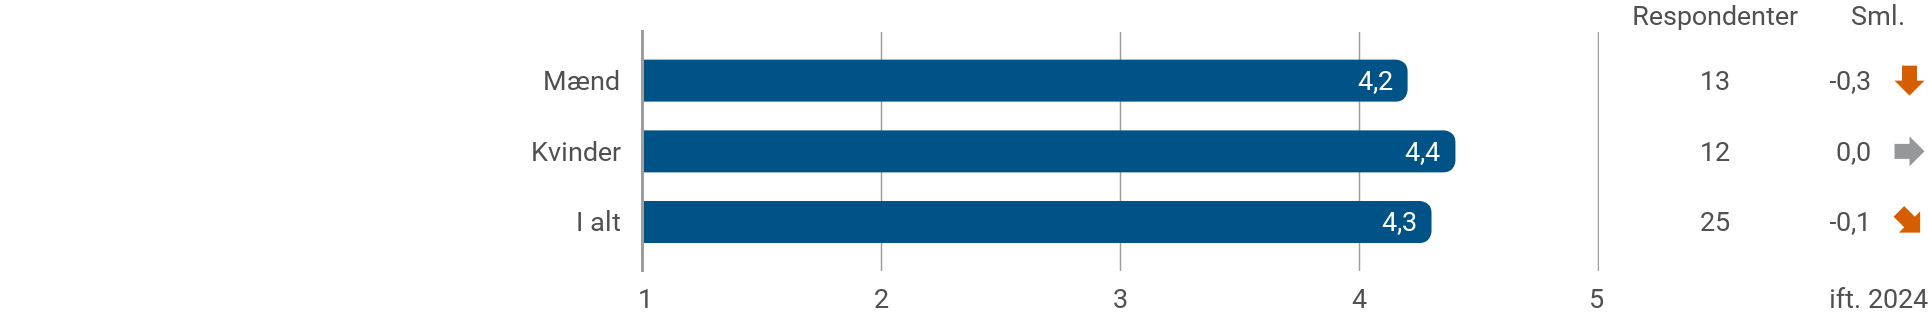 Respondenter Sml.
Mænd 4,2 13 -0,3
Kvinder 4,4 12 0,0
I alt 4,3 25 -0,1
1 2 3 4 5 ift. 2024